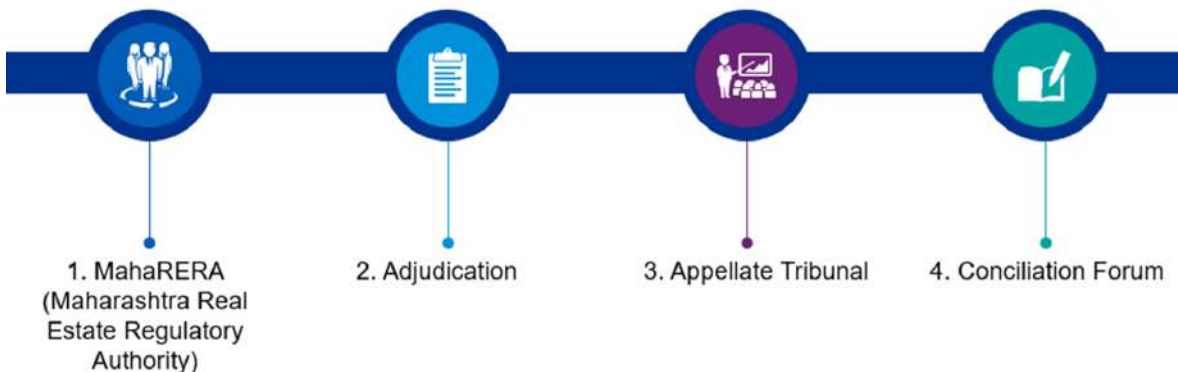 1. MahaRERA
(Maharashtra Real
Estate Regulatory
Authority)
2. Adjudication
3. Appellate Tribunal
4. Conciliation Forum